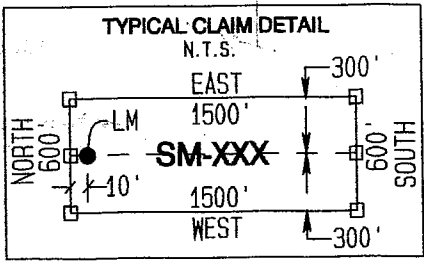 TYPICAL CLAIM DETAIL
N.T.S.
300'
EAST
1500'
LM
NORTH
600'
SM-XXX
600'
SOUTH
10'
1500'
WEST
300'